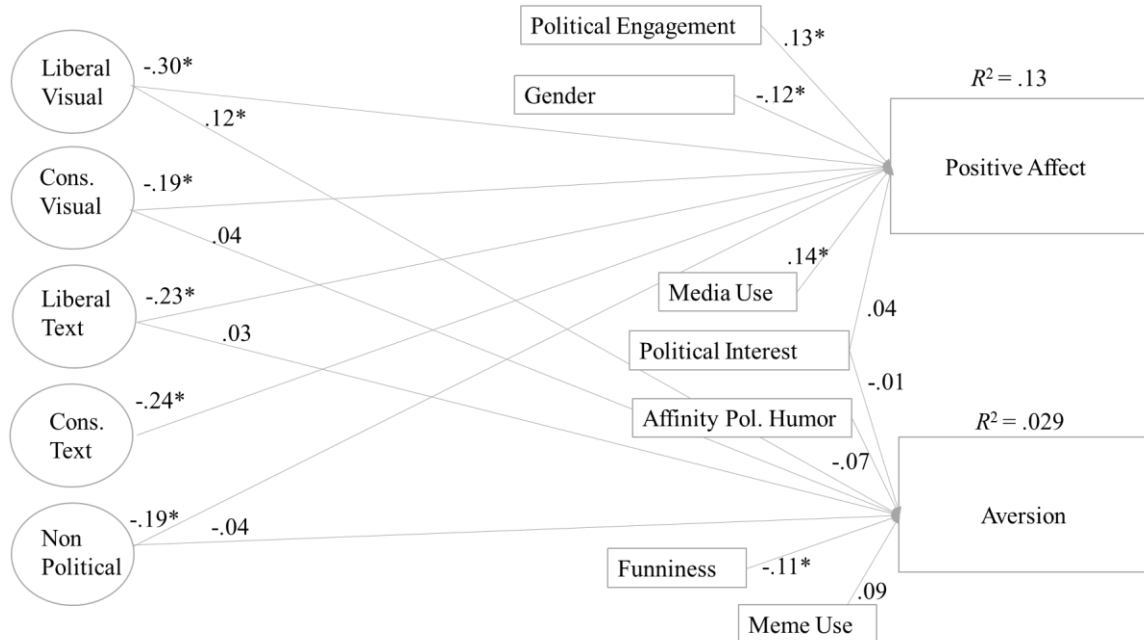 Political Engagement
.13*
R² = .13
Liberal
Visual
-.30*
.12*
Gender
-.12*
Positive Affect
Cons.
Visual
-.19*
.04
.14*
Media Use
Liberal
Text
-.23*
.03
.04
Political Interest
-.01
Cons.
Text
-.24*
Affinity Pol. Humor
-.07
R² = .029
Non
Political
-.19*
-.04
Aversion
Funniness
-.11*
.09
Meme Use